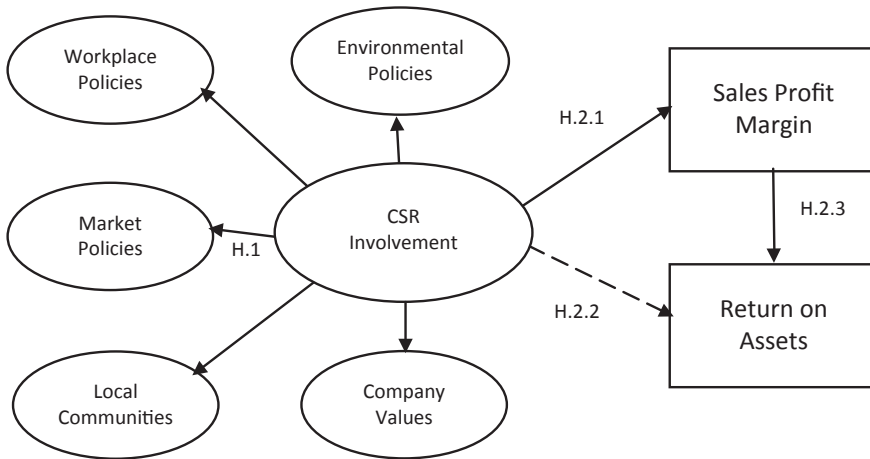 Workplace
Policies
Environmental
Policies
Sales Profit
Margin
H.2.1
Market
Policies
H.1
CSR
Involvement
H.2.3
H.2.2
Return on
Assets
Local
Communities
Company
Values